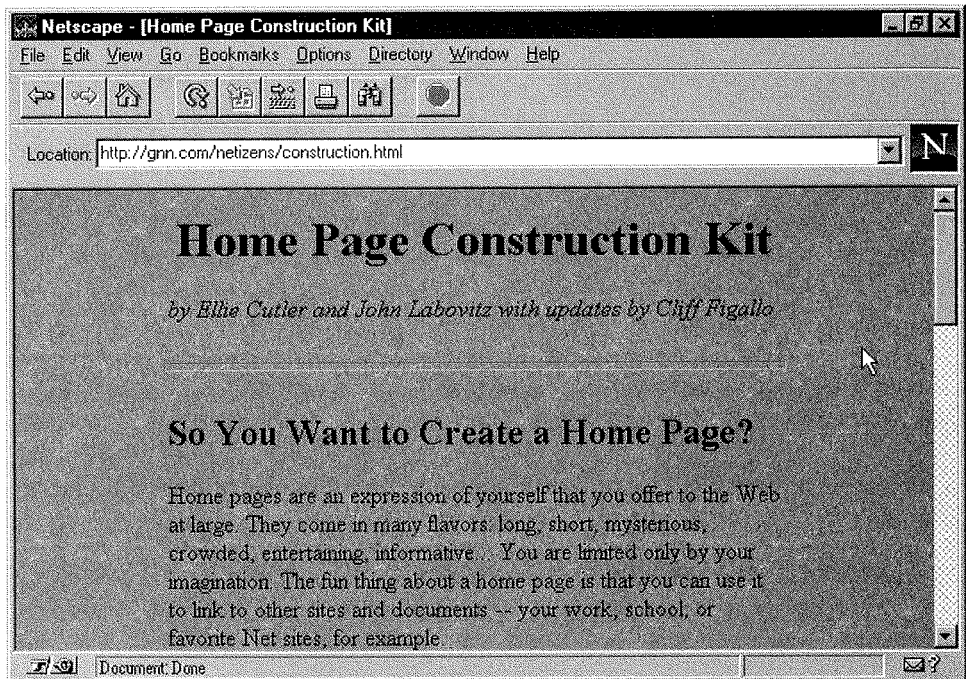 Netscape - [Home Page Construction Kit]
File Edit View Go Bookmarks Options Directory Window Help
Location: http://gnn.com/netizens/construction.html
N
Home Page Construction Kit
by Ellie Cutler and John Labovitz with updates by Cliff Figallo
So You Want to Create a Home Page?
Home pages are an expression of yourself that you offer to the Web
at large. They come in many flavors: long, short, mysterious,
crowded, entertaining, informative... You are limited only by your
imagination. The fun thing about a home page is that you can use it
to link to other sites and documents -- your work, school, or
favorite Net sites, for example.
Document: Done
?